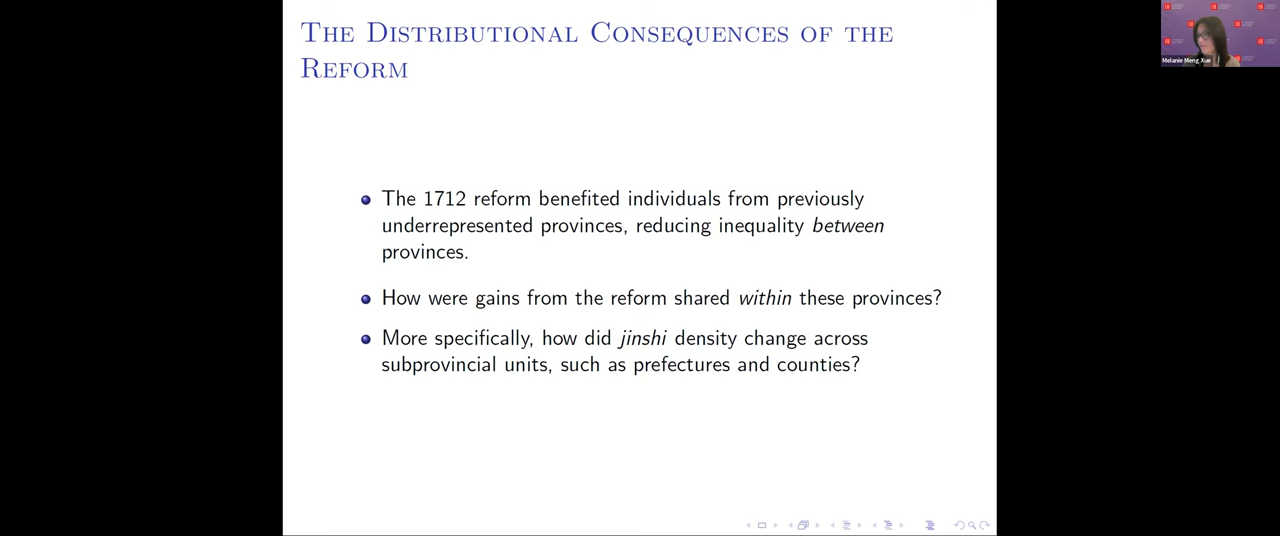 The Distributional Consequences of the
Reform
Melanie Meng Xue
The 1712 reform benefited individuals from previously
underrepresented provinces, reducing inequality between
provinces.
How were gains from the reform shared within these provinces?
More specifically, how did jinshi density change across
subprovincial units, such as prefectures and counties?